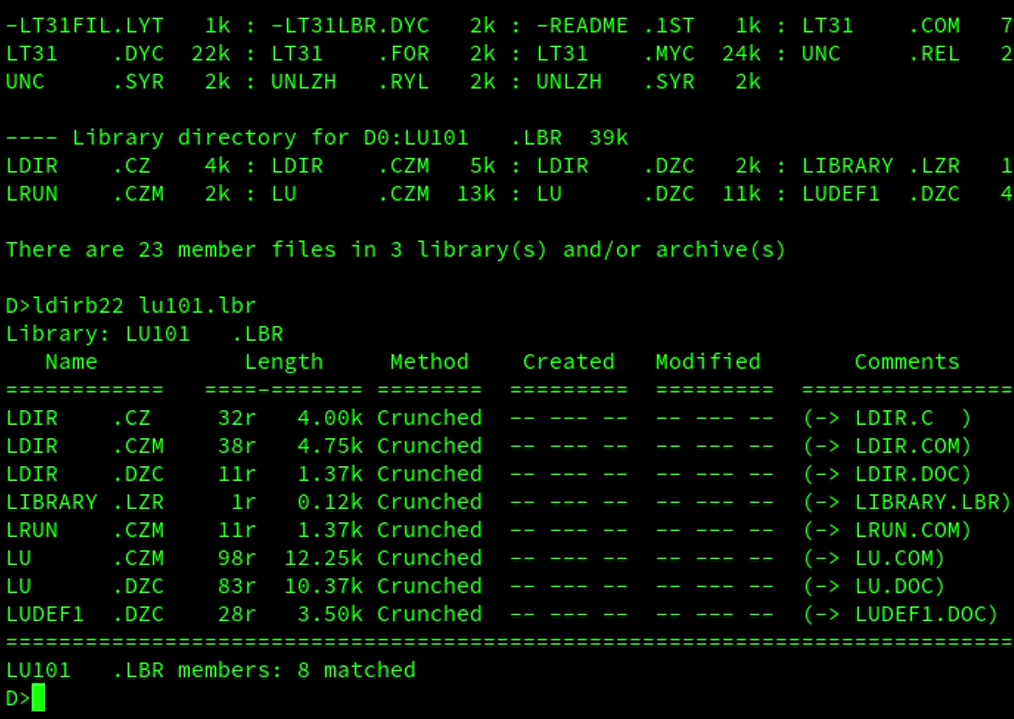 -LT31FIL.LYT   1k : -LT31LBR.DYC   2k : -README .1ST   1k : LT31    .COM   7
LT31    .DYC  22k : LT31    .FOR   2k : LT31    .MYC  24k : UNC     .REL   2
UNC     .SYR   2k : UNLZH   .RYL   2k : UNLZH   .SYR   2k
---- Library directory for D0:LU101   .LBR  39k
LDIR    .CZ    4k : LDIR    .CZM   5k : LDIR    .DZC   2k : LIBRARY .LZR   1
LRUN    .CZM   2k : LU      .CZM  13k : LU      .DZC  11k : LUDEF1  .DZC   4
There are 23 member files in 3 library(s) and/or archive(s)
D>ldirb22 lu101.lbr
Library: LU101   .LBR
   Name           Length     Method    Created    Modified       Comments
============   ====-=======  ========  =========  =========  ================
LDIR    .CZ     32r   4.00k Crunched  -- --- --  -- --- --  (-> LDIR.C  )
LDIR    .CZM    38r   4.75k Crunched  -- --- --  -- --- --  (-> LDIR.COM)
LDIR    .DZC    11r   1.37k Crunched  -- --- --  -- --- --  (-> LDIR.DOC)
LIBRARY .LZR     1r   0.12k Crunched  -- --- --  -- --- --  (-> LIBRARY.LBR)
LRUN    .CZM    11r   1.37k Crunched  -- --- --  -- --- --  (-> LRUN.COM)
LU      .CZM    98r  12.25k Crunched  -- --- --  -- --- --  (-> LU.COM)
LU      .DZC    83r  10.37k Crunched  -- --- --  -- --- --  (-> LU.DOC)
LUDEF1  .DZC    28r   3.50k Crunched  -- --- --  -- --- --  (-> LUDEF1.DOC)
============================================================================
LU101   .LBR members: 8 matched
D>